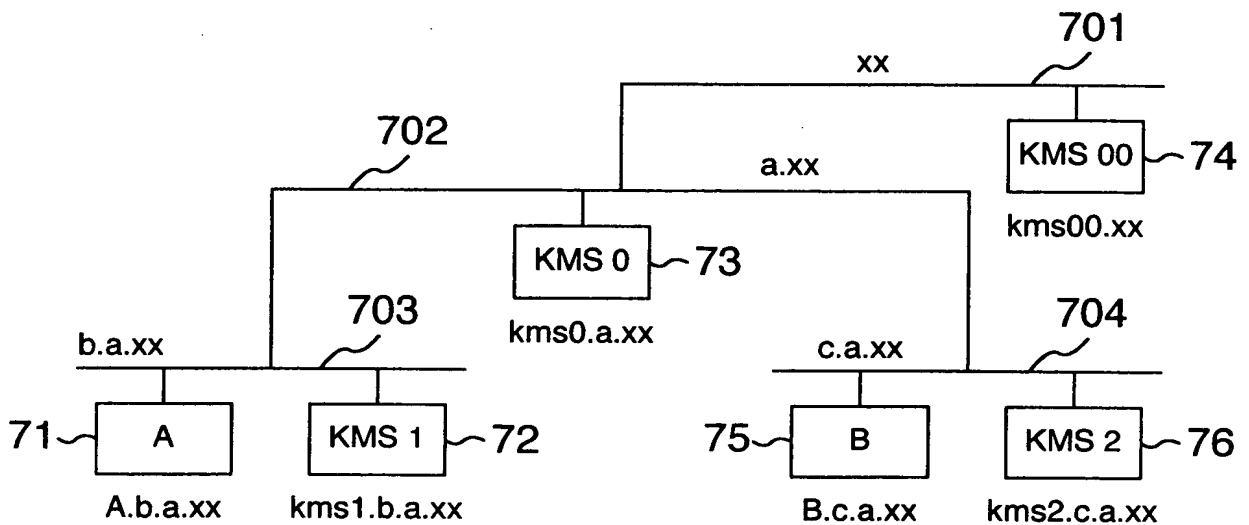 701
xx
702
KMS 00
74
a.xx
kms00.xx
KMS 0
73
703
kms0.a.xx
704
b.a.xx
c.a.xx
71
A
KMS 1
72
75
B
KMS 2
76
A.b.a.xx
kms1.b.a.xx
B.c.a.xx
kms2.c.a.xx